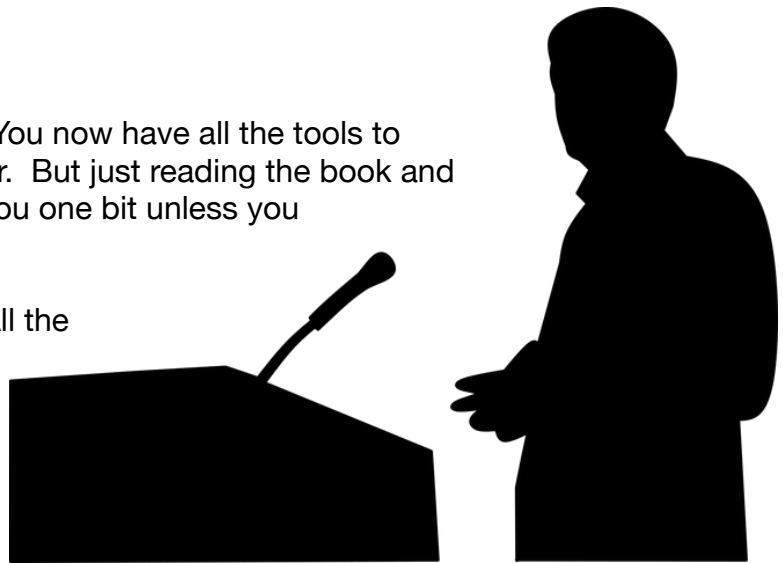 You now have all the tools to
r. But just reading the book and
ou one bit unless you
ll the